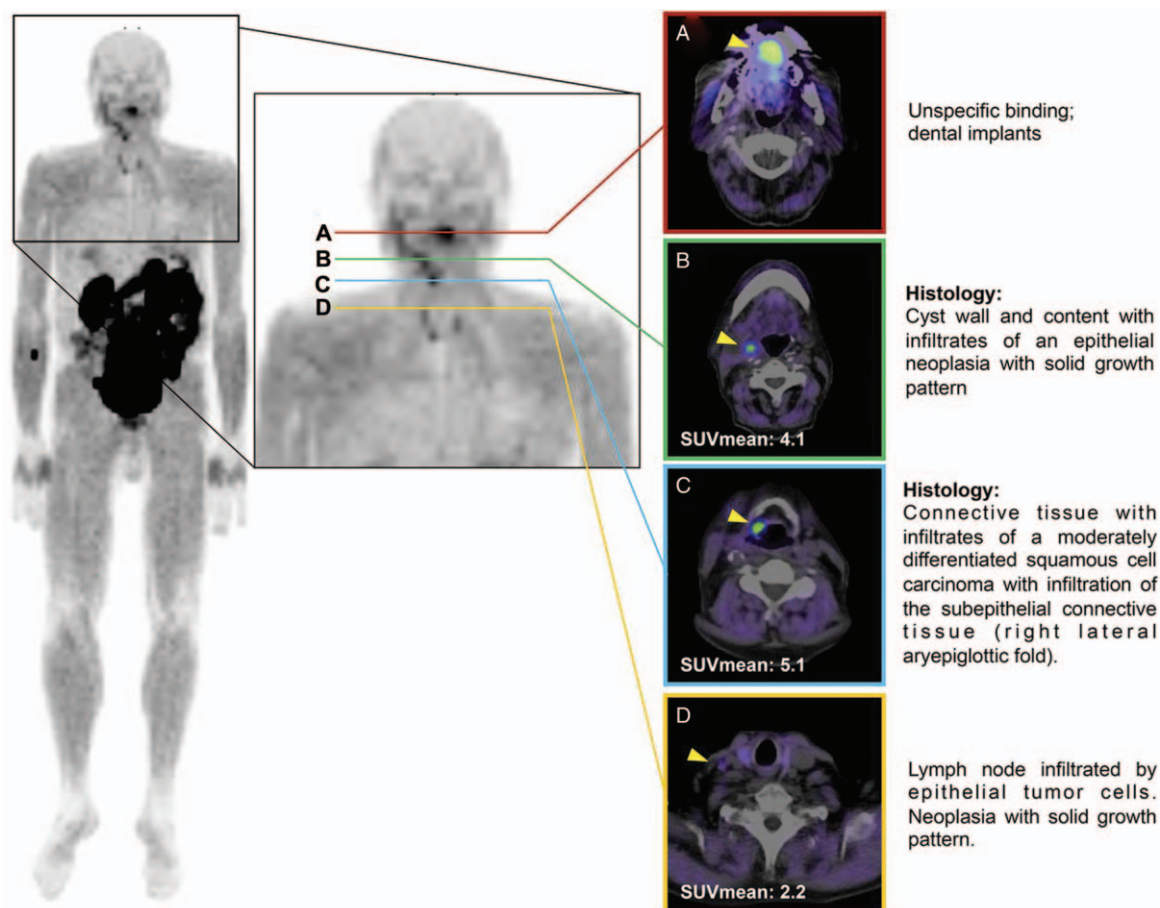 A
Unspecific binding;
dental implants
A
B
C
D
B
SUVmean: 4.1
Histology:
Cyst wall and content with
infiltrates of an epithelial
neoplasia with solid growth
pattern
C
SUVmean: 5.1
Histology:
Connective tissue with
infiltrates of a moderately
differentiated squamous cell
carcinoma with infiltration of
the subepithelial connective
tissue (right lateral
aryepiglottic fold).
D
SUVmean: 2.2
Lymph node infiltrated by
epithelial tumor cells.
Neoplasia with solid growth
pattern.